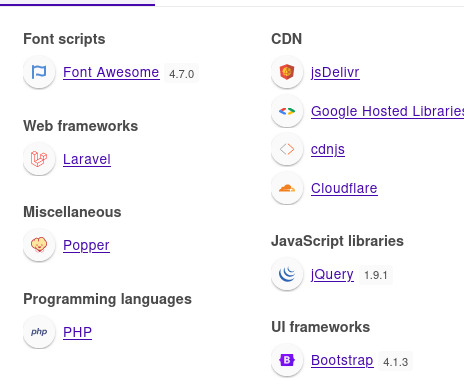 Font scripts
Font Awesome 4.7.0
Web frameworks
Laravel
Miscellaneous
Popper
Programming languages
php PHP
CDN
jsDelivr
Google Hosted Libraries
cdnjs
Cloudflare
JavaScript libraries
jQuery 1.9.1
UI frameworks
B Bootstrap 4.1.3